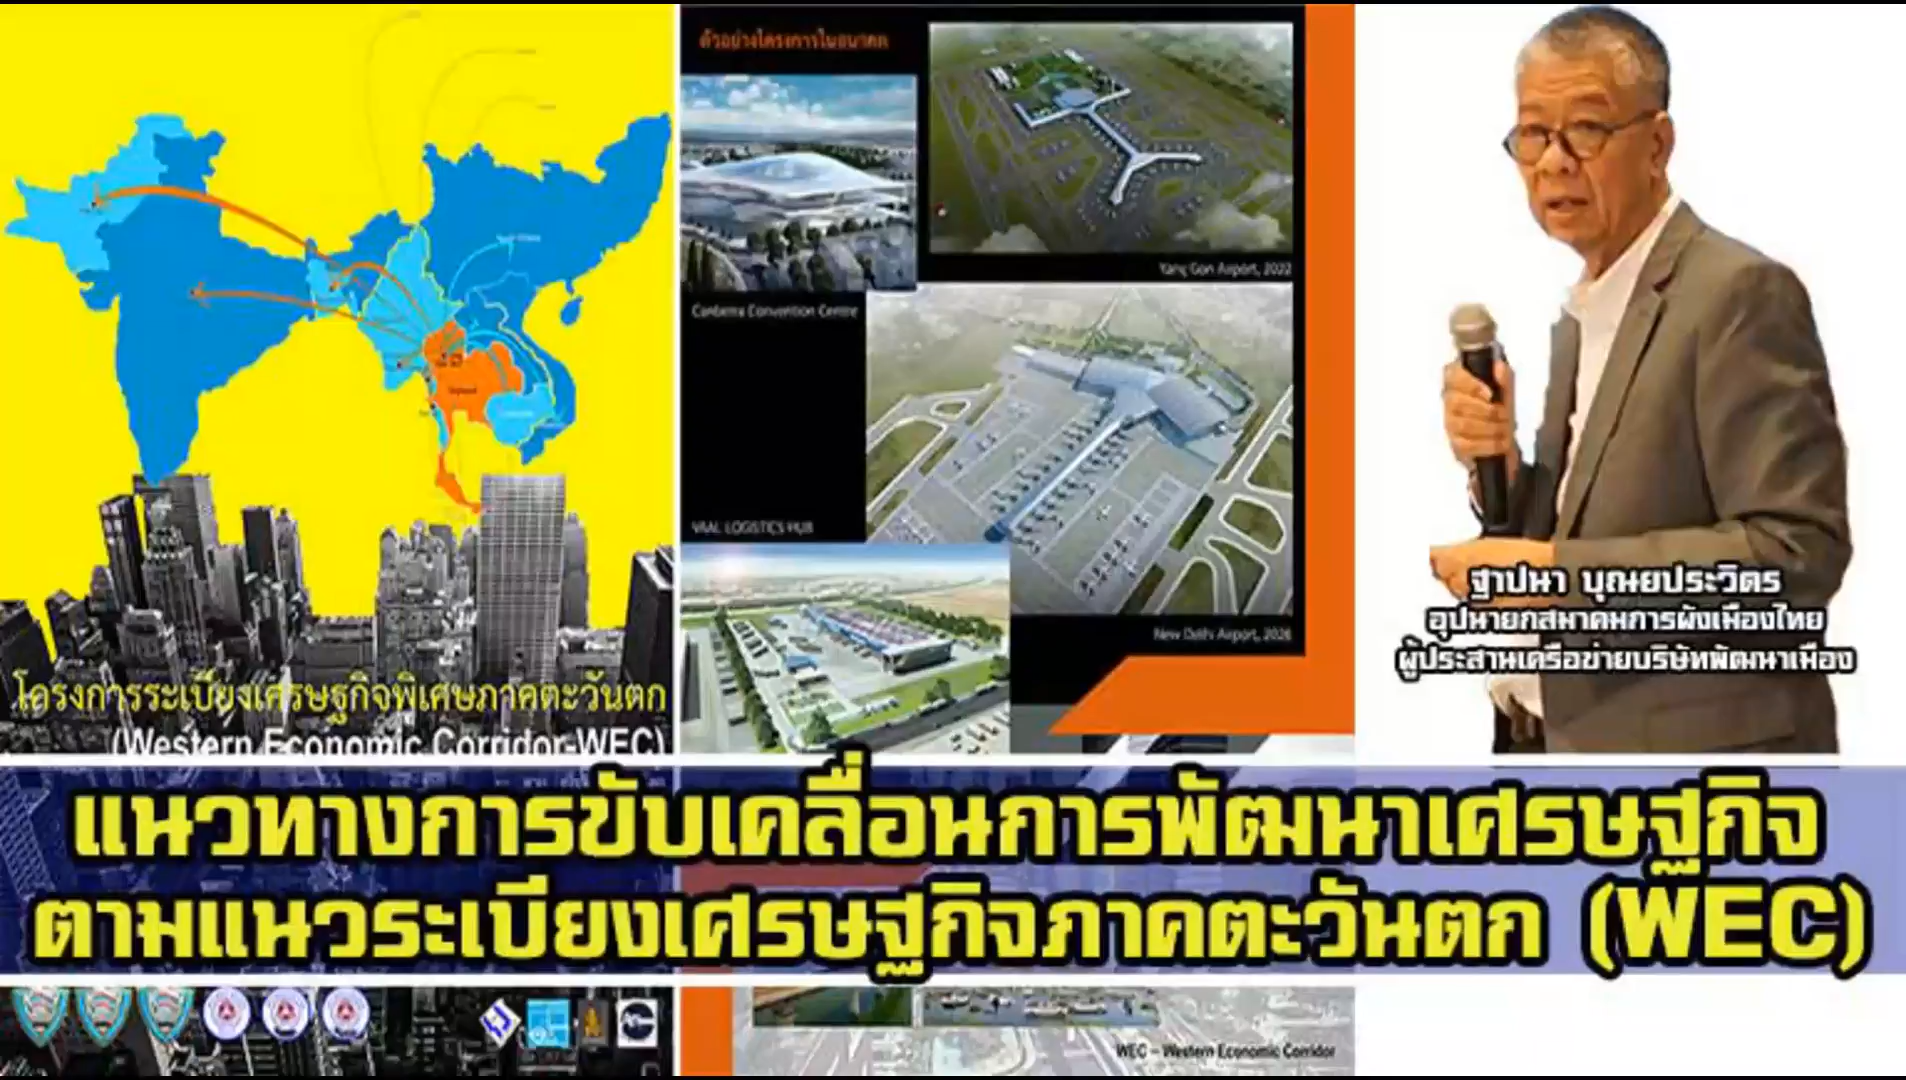 ตัวอย่างโครงการในอนาคต
Yang Gon Airport, 2022
Canberra Convention Centre
VAAL LOGISTICS HUB
New Delhi Airport, 2026
ฐาปนา บุณยประวิตร
อุปนายกสมาคมการผังเมืองไทย
ผู้ประสานเครือข่ายบริษัทพัฒนาเมือง
โครงการระเบียงเศรษฐกิจพิเศษภาคตะวันตก
(Western Economic Corridor-WEC)
แนวทางการขับเคลื่อนการพัฒนาเศรษฐกิจ
ตามแนวระเบียงเศรษฐกิจภาคตะวันตก (WEC)
WEC – Western Economic Corridor